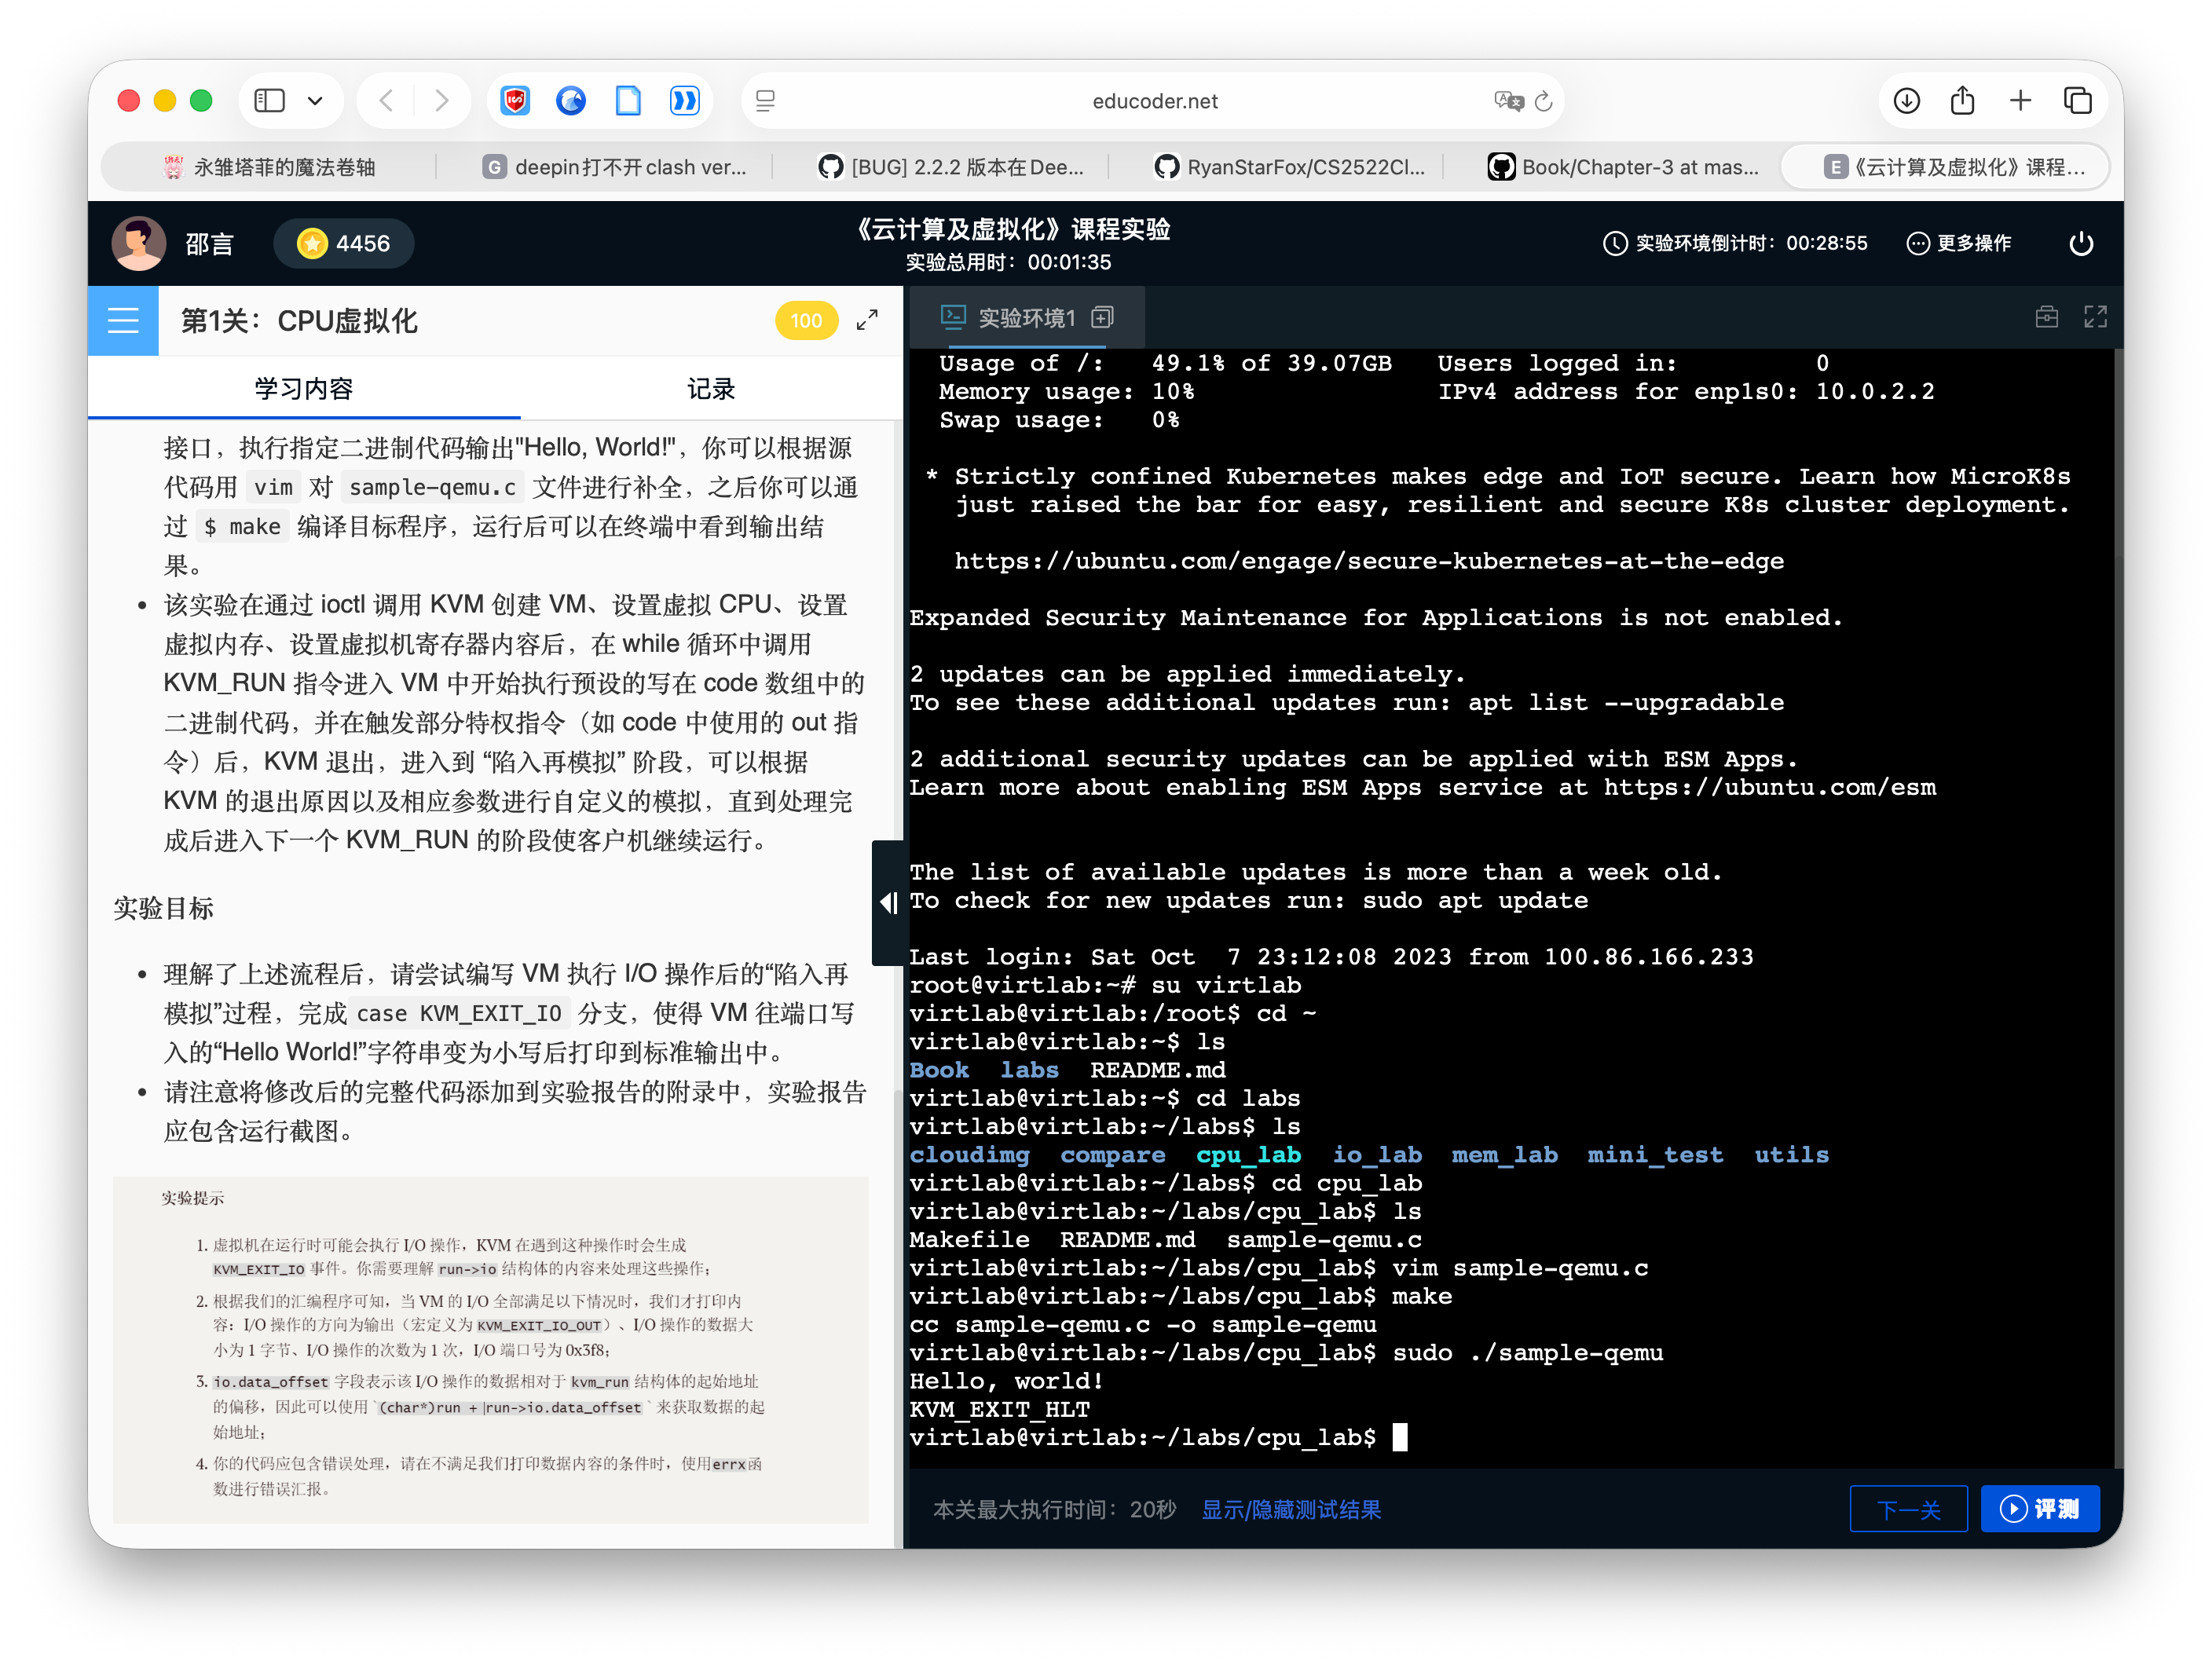 educoder.net
永雏塔菲的魔法卷轴
G deepin打不开clash ver...
[BUG] 2.2.2 版本在Dee...
RyanStarFox/CS2522Cl...
Book/Chapter-3 at mas...
E 《云计算及虚拟化》课程...
邵言
4456
《云计算及虚拟化》课程实验
实验总用时：00:01:35
实验环境倒计时：00:28:55
更多操作
第1关：CPU虚拟化
100
学习内容
记录
接口，执行指定二进制代码输出"Hello, World!"，你可以根据源
代码用 vim 对 sample-qemu.c 文件进行补全，之后你可以通
过 $ make 编译目标程序，运行后可以在终端中看到输出结
果。
• 该实验在通过 ioctl 调用 KVM 创建 VM、设置虚拟 CPU、设置
虚拟内存、设置虚拟机寄存器内容后，在 while 循环中调用
KVM_RUN 指令进入 VM 中开始执行预设的写在 code 数组中的
二进制代码，并在触发部分特权指令（如 code 中使用的 out 指
令）后，KVM 退出，进入到 “陷入再模拟” 阶段，可以根据
KVM 的退出原因以及相应参数进行自定义的模拟，直到处理完
成后进入下一个 KVM_RUN 的阶段使客户机继续运行。
实验目标
• 理解了上述流程后，请尝试编写 VM 执行 I/O 操作后的“陷入再
模拟”过程，完成 case KVM_EXIT_IO 分支，使得 VM 往端口写
入的“Hello World!”字符串变为小写后打印到标准输出中。
• 请注意将修改后的完整代码添加到实验报告的附录中，实验报告
应包含运行截图。
实验提示
1. 虚拟机在运行时可能会执行 I/O 操作，KVM 在遇到这种操作时会生成
KVM_EXIT_IO 事件。你需要理解 run->io 结构体的内容来处理这些操作；
2. 根据我们的汇编程序可知，当 VM 的 I/O 全部满足以下情况时，我们才打印内
容：I/O 操作的方向为输出（宏定义为 KVM_EXIT_IO_OUT）、I/O 操作的数据大
小为 1 字节、I/O 操作的次数为 1 次，I/O 端口号为 0x3f8；
3. io.data_offset 字段表示该 I/O 操作的数据相对于 kvm_run 结构体的起始地址
的偏移，因此可以使用 `(char*)run + run->io.data_offset ` 来获取数据的起
始地址；
4. 你的代码应包含错误处理，请在不满足我们打印数据内容的条件时，使用errx函
数进行错误汇报。
实验环境1
Usage of /:   49.1% of 39.07GB   Users logged in:         0
Memory usage: 10%                IPv4 address for enp1s0: 10.0.2.2
Swap usage:   0%
* Strictly confined Kubernetes makes edge and IoT secure. Learn how MicroK8s
just raised the bar for easy, resilient and secure K8s cluster deployment.
https://ubuntu.com/engage/secure-kubernetes-at-the-edge
Expanded Security Maintenance for Applications is not enabled.
2 updates can be applied immediately.
To see these additional updates run: apt list --upgradable
2 additional security updates can be applied with ESM Apps.
Learn more about enabling ESM Apps service at https://ubuntu.com/esm
The list of available updates is more than a week old.
To check for new updates run: sudo apt update
Last login: Sat Oct  7 23:12:08 2023 from 100.86.166.233
root@virtlab:~# su virtlab
virtlab@virtlab:/root$ cd ~
virtlab@virtlab:~$ ls
Book  labs  README.md
virtlab@virtlab:~$ cd labs
virtlab@virtlab:~/labs$ ls
cloudimg  compare  cpu_lab  io_lab  mem_lab  mini_test  utils
virtlab@virtlab:~/labs$ cd cpu_lab
virtlab@virtlab:~/labs/cpu_lab$ ls
Makefile  README.md  sample-qemu.c
virtlab@virtlab:~/labs/cpu_lab$ vim sample-qemu.c
virtlab@virtlab:~/labs/cpu_lab$ make
cc sample-qemu.c -o sample-qemu
virtlab@virtlab:~/labs/cpu_lab$ sudo ./sample-qemu
Hello, world!
KVM_EXIT_HLT
virtlab@virtlab:~/labs/cpu_lab$
本关最大执行时间：20秒
显示/隐藏测试结果
下一关
评测